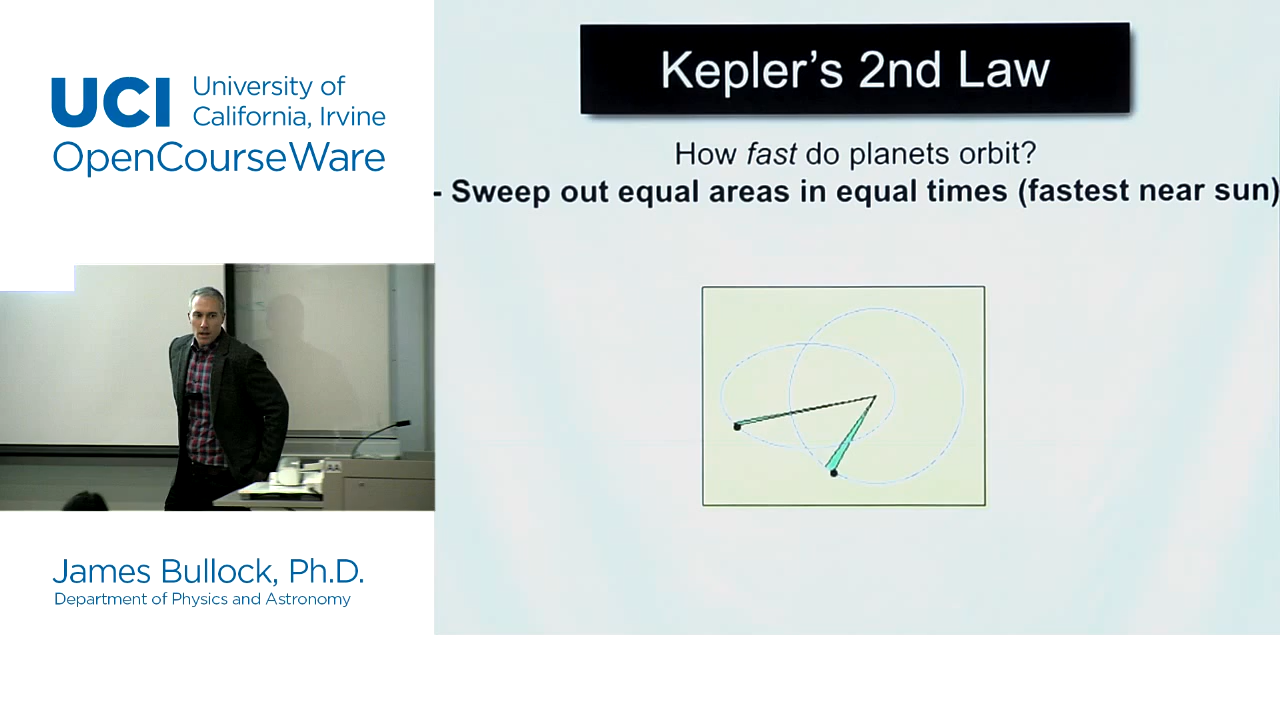 UCI University of
California, Irvine
OpenCourseWare
James Bullock, Ph.D.
Department of Physics and Astronomy
Kepler's 2nd Law
How fast do planets orbit?
- Sweep out equal areas in equal times (fastest near sun)